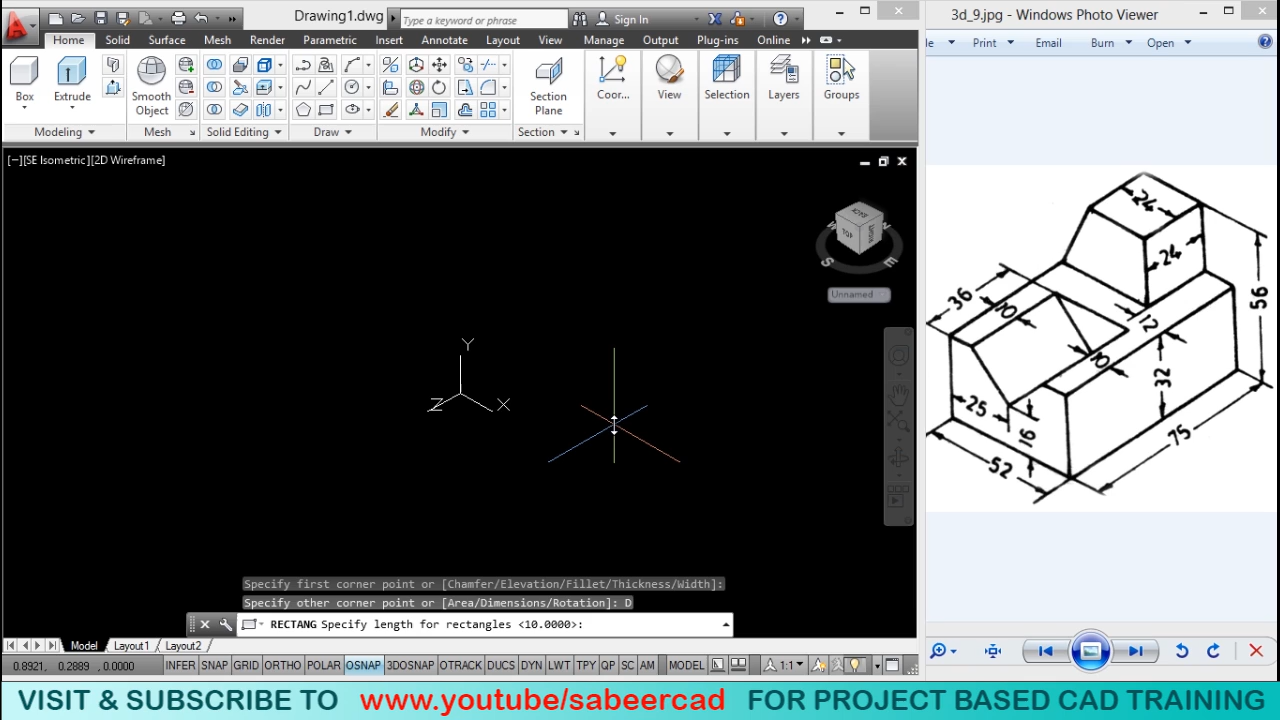 Drawing1.dwg
Type a keyword or phrase
Sign In
3d_9.jpg - Windows Photo Viewer
Home Solid Surface Mesh Render Parametric Insert Annotate Layout View Manage Output Plug-ins Online
Print Email Burn Open
Box Extrude
Smooth
Object
Section
Plane
Coor... View Selection Layers Groups
Modeling Mesh Solid Editing Draw Modify Section
[−][SE Isometric][2D Wireframe]
TOP
N
W
S
E
Unnamed
Y
Z X
24
24
56
36
10
12
10
32
25
16
75
52
Specify first corner point or [Chamfer/Elevation/Fillet/Thickness/Width]:
Specify other corner point or [Area/Dimensions/Rotation]: D
RECTANG Specify length for rectangles <10.0000>:
Model Layout1 Layout2
0.8921, 0.2889, 0.0000 INFER SNAP GRID ORTHO POLAR OSNAP 3DOSNAP OTRACK DUCS DYN LWT TPY QP SC AM MODEL 1:1
VISIT & SUBSCRIBE TO www.youtube/sabeercad FOR PROJECT BASED CAD TRAINING